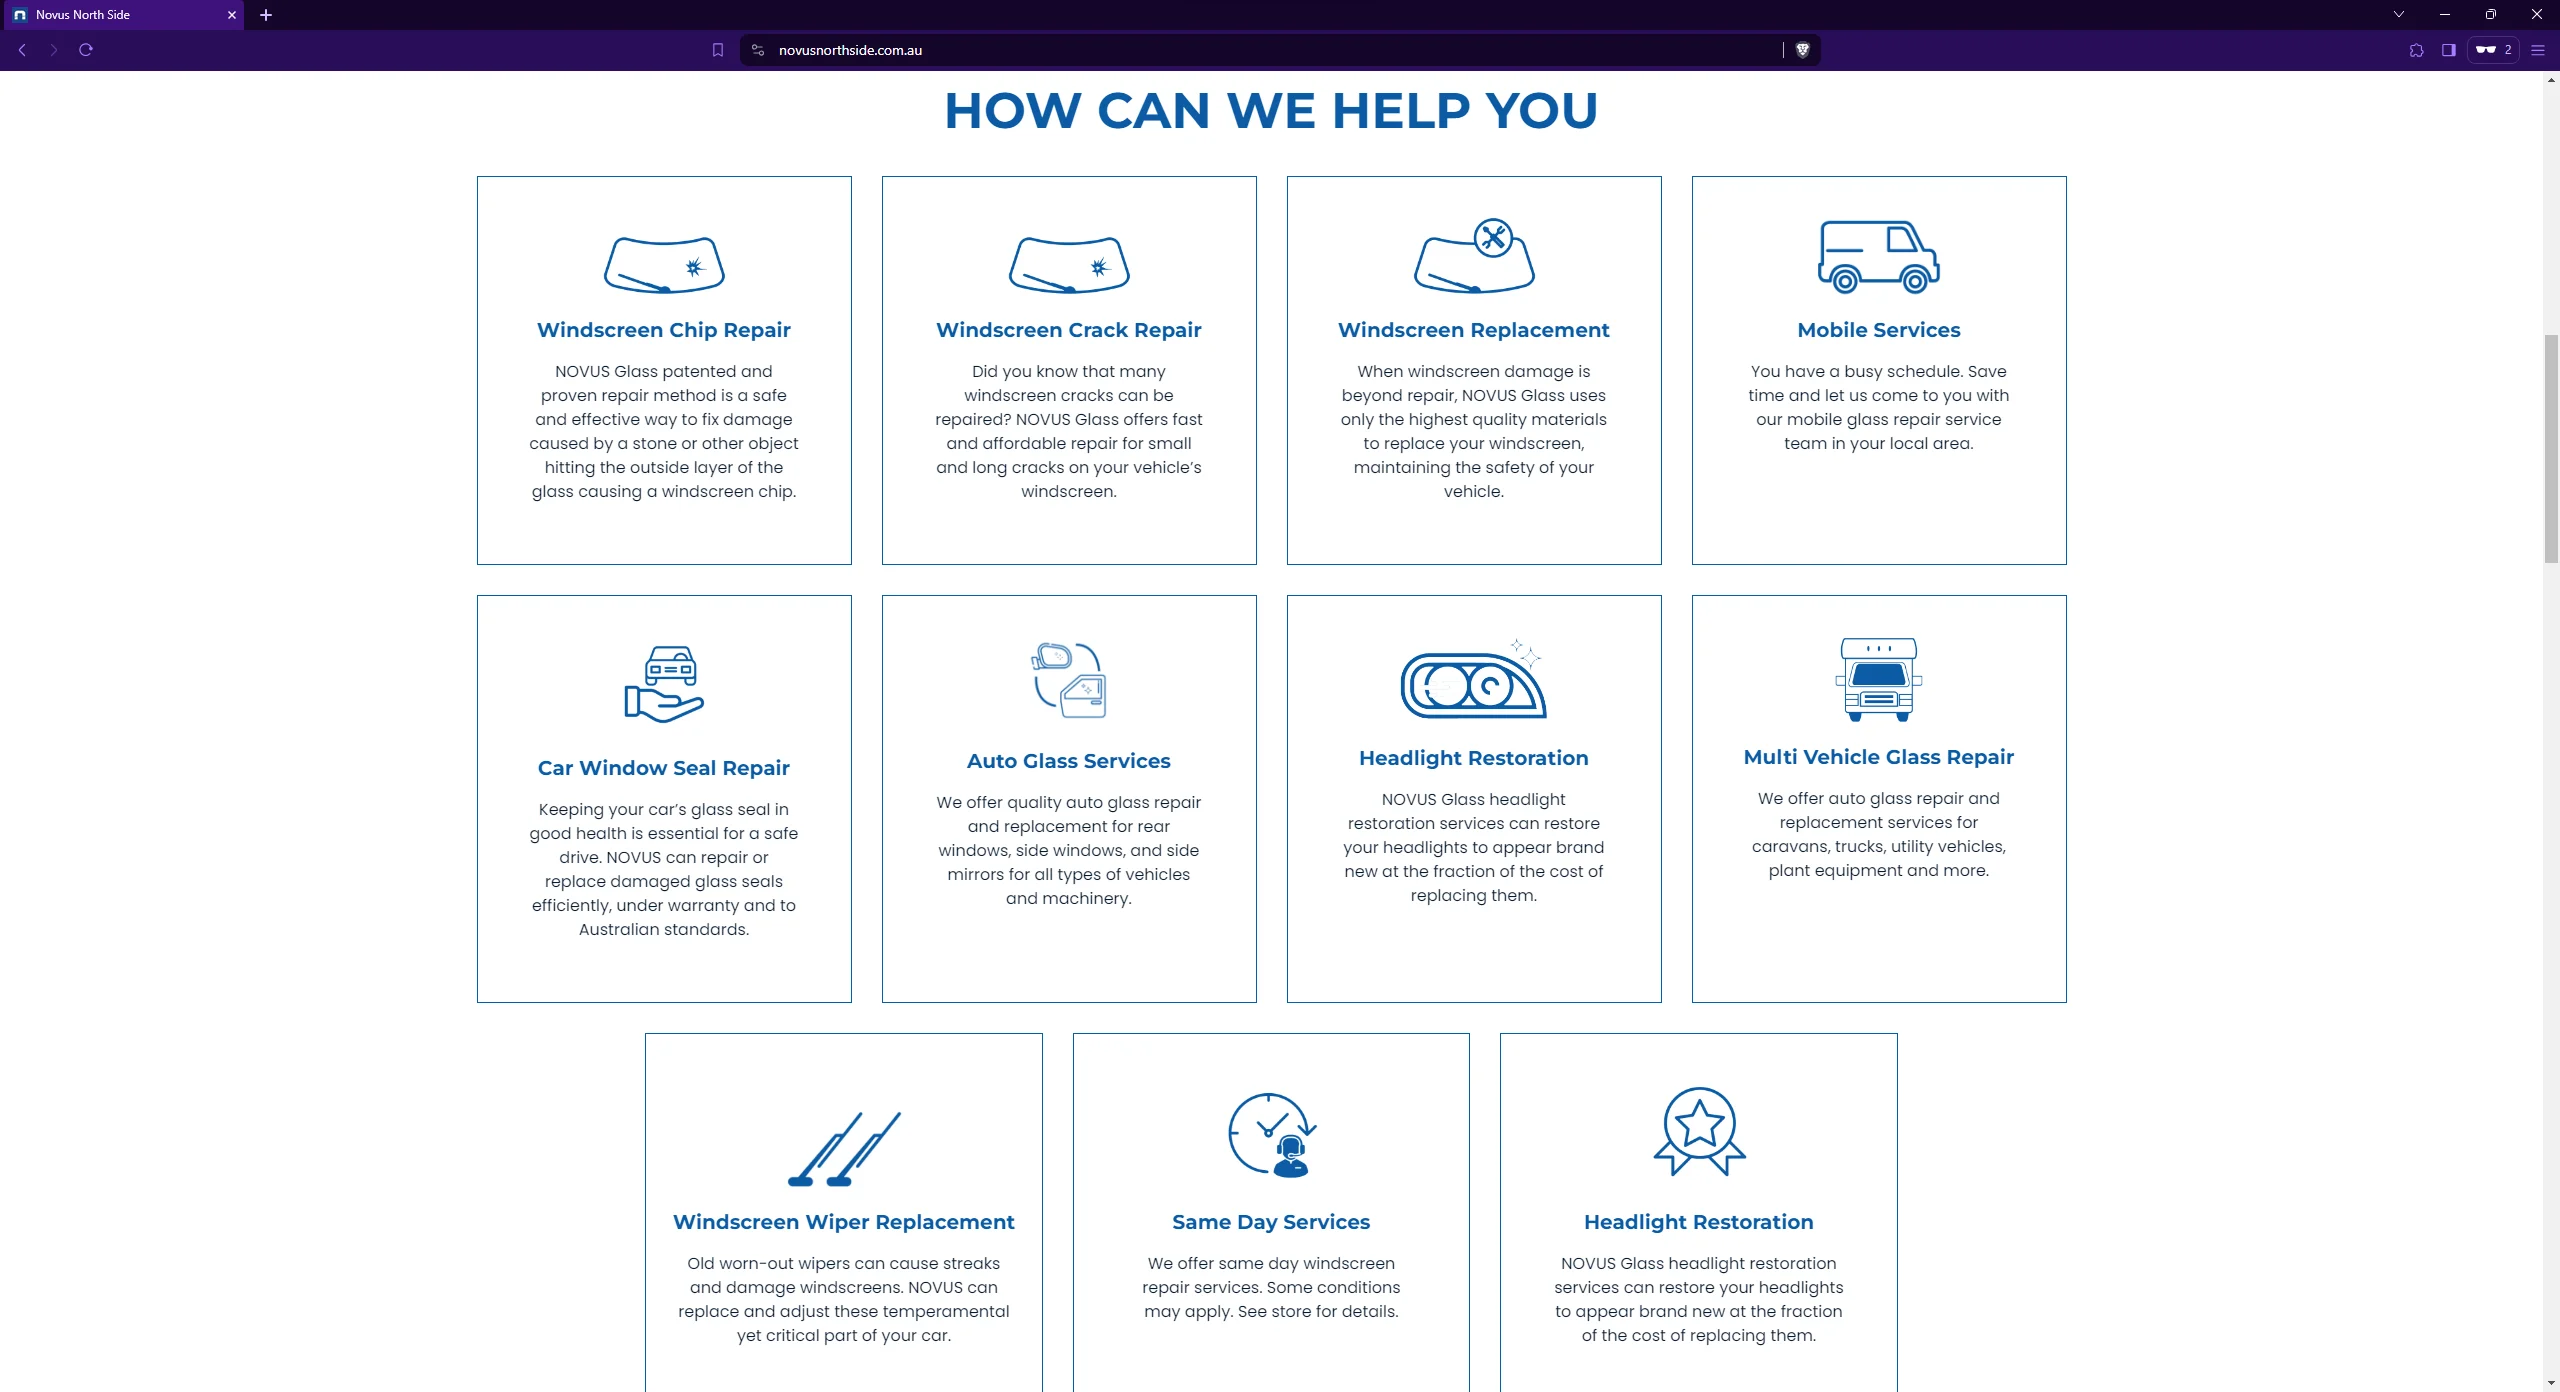 Novus North Side
novusnorthside.com.au
2
HOW CAN WE HELP YOU
Windscreen Chip Repair
NOVUS Glass patented and
proven repair method is a safe
and effective way to fix damage
caused by a stone or other object
hitting the outside layer of the
glass causing a windscreen chip.
Windscreen Crack Repair
Did you know that many
windscreen cracks can be
repaired? NOVUS Glass offers fast
and affordable repair for small
and long cracks on your vehicle’s
windscreen.
Windscreen Replacement
When windscreen damage is
beyond repair, NOVUS Glass uses
only the highest quality materials
to replace your windscreen,
maintaining the safety of your
vehicle.
Mobile Services
You have a busy schedule. Save
time and let us come to you with
our mobile glass repair service
team in your local area.
Car Window Seal Repair
Keeping your car’s glass seal in
good health is essential for a safe
drive. NOVUS can repair or
replace damaged glass seals
efficiently, under warranty and to
Australian standards.
Auto Glass Services
We offer quality auto glass repair
and replacement for rear
windows, side windows, and side
mirrors for all types of vehicles
and machinery.
Headlight Restoration
NOVUS Glass headlight
restoration services can restore
your headlights to appear brand
new at the fraction of the cost of
replacing them.
Multi Vehicle Glass Repair
We offer auto glass repair and
replacement services for
caravans, trucks, utility vehicles,
plant equipment and more.
Windscreen Wiper Replacement
Old worn-out wipers can cause streaks
and damage windscreens. NOVUS can
replace and adjust these temperamental
yet critical part of your car.
Same Day Services
We offer same day windscreen
repair services. Some conditions
may apply. See store for details.
Headlight Restoration
NOVUS Glass headlight restoration
services can restore your headlights
to appear brand new at the fraction
of the cost of replacing them.